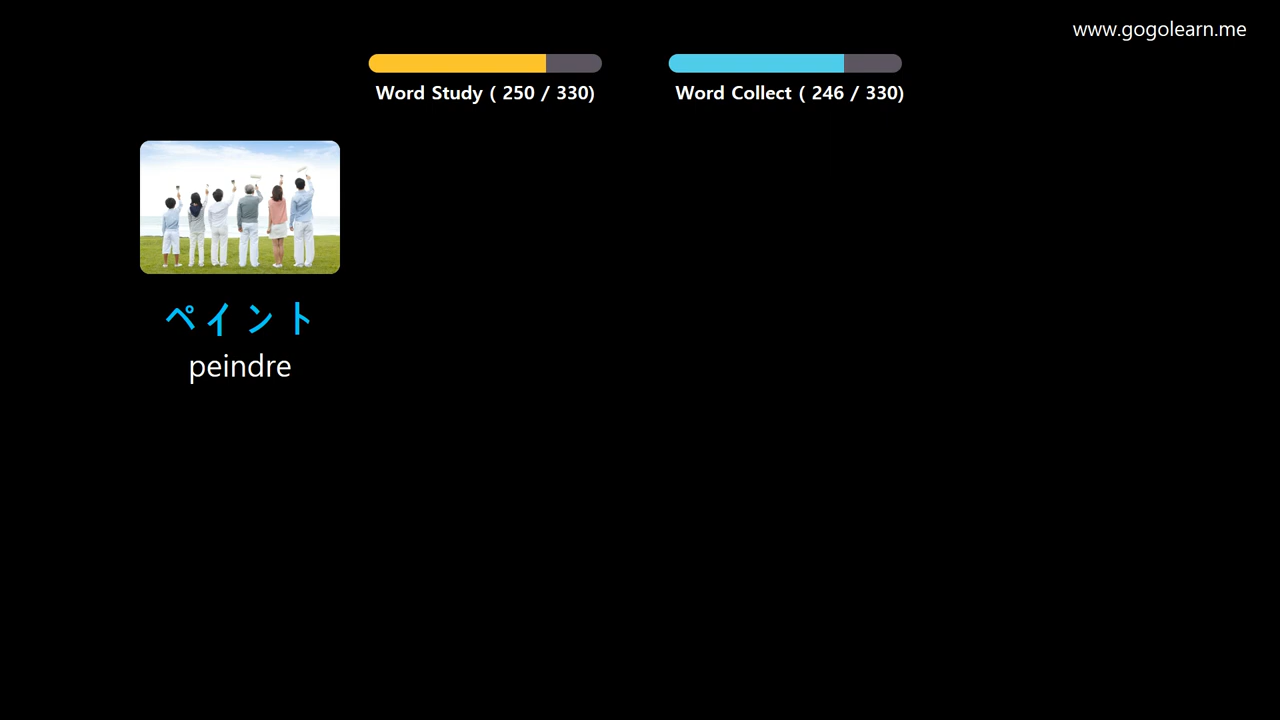 www.gogolearn.me
Word Study ( 250 / 330)
Word Collect ( 246 / 330)
ペイント
peindre